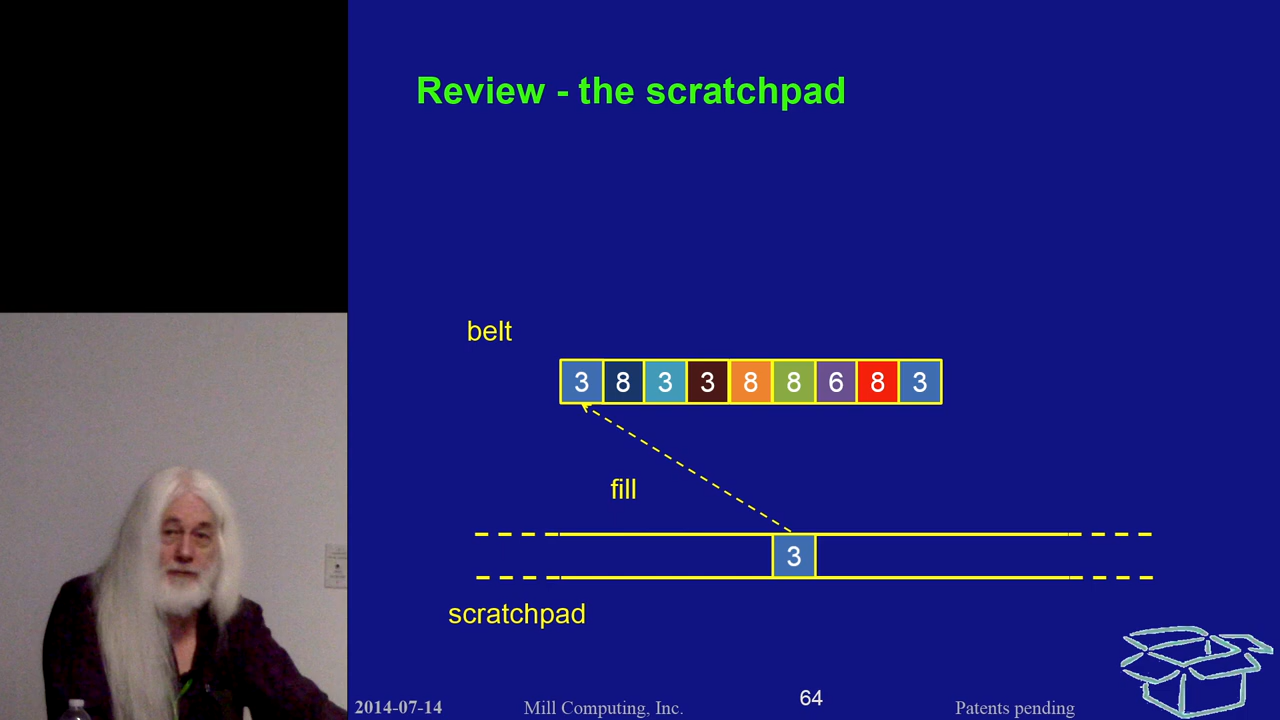 Review - the scratchpad
belt
3 8 3 3 8 8 6 8 3
fill
3
scratchpad
2014-07-14 Mill Computing, Inc. 64 Patents pending